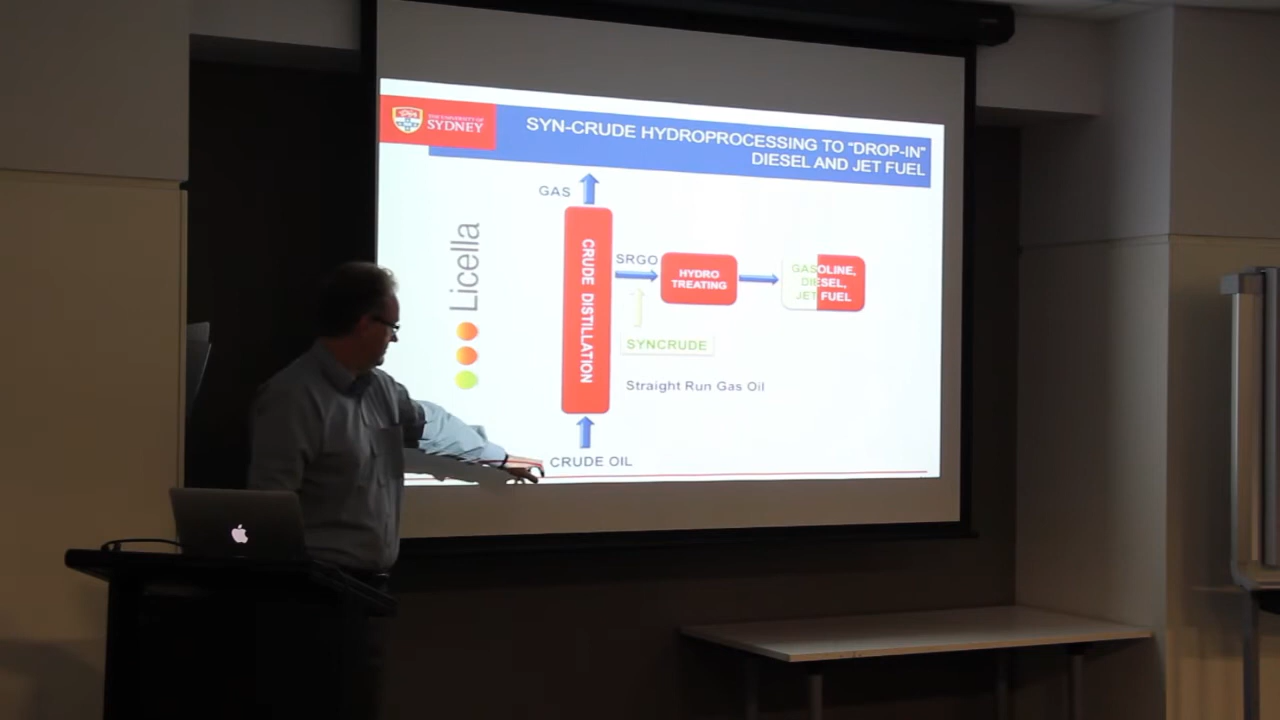 THE UNIVERSITY OF
SYDNEY
SYN-CRUDE HYDROPROCESSING TO "DROP-IN"
DIESEL AND JET FUEL
GAS
Licella
CRUDE DISTILLATION
SRGO
HYDRO
TREATING
GASOLINE,
DIESEL,
JET FUEL
SYNCRUDE
Straight Run Gas Oil
CRUDE OIL